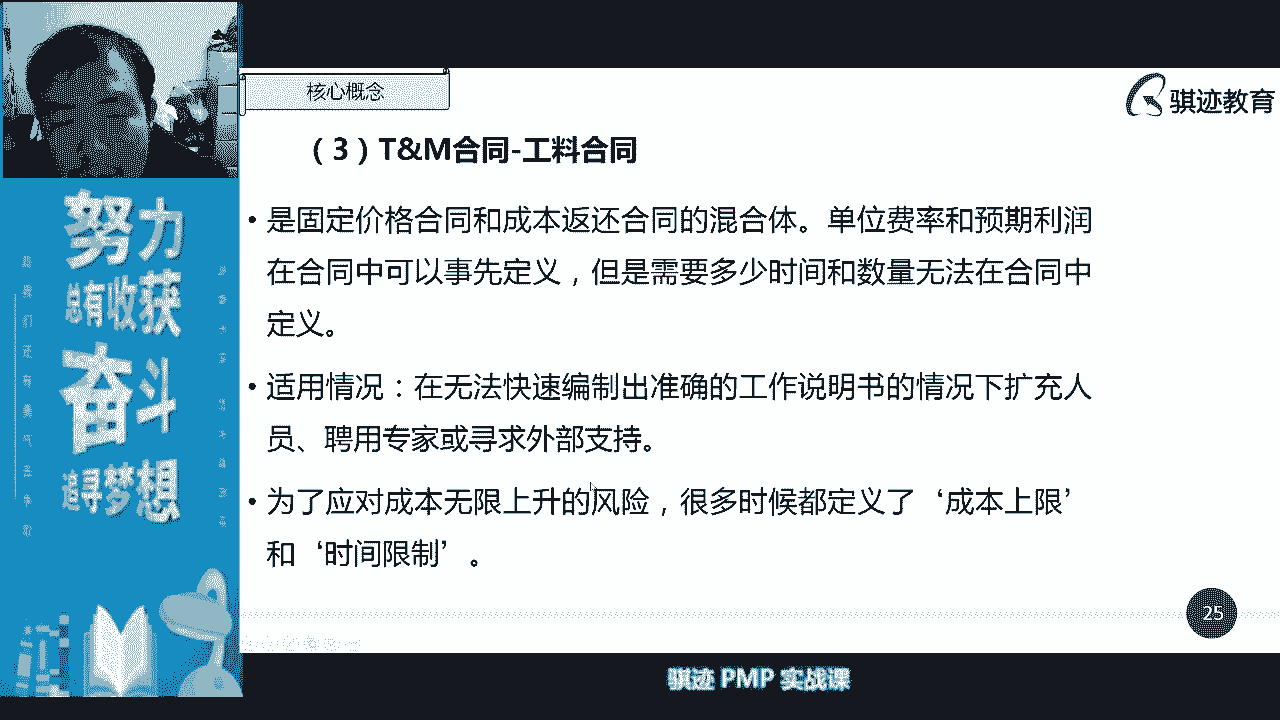 核心概念
骐迹教育
（3）T&M合同-工料合同
• 是固定价格合同和成本返还合同的混合体。单位费率和预期利润
在合同中可以事先定义，但是需要多少时间和数量无法在合同中
定义。
• 适用情况：在无法快速编制出准确的工作说明书的情况下扩充人
员、聘用专家或寻求外部支持。
• 为了应对成本无限上升的风险，很多时候都定义了‘成本上限’
和‘时间限制’。
25
努力
总有收获
奋斗
追寻梦想
骐迹 PMP 实战课